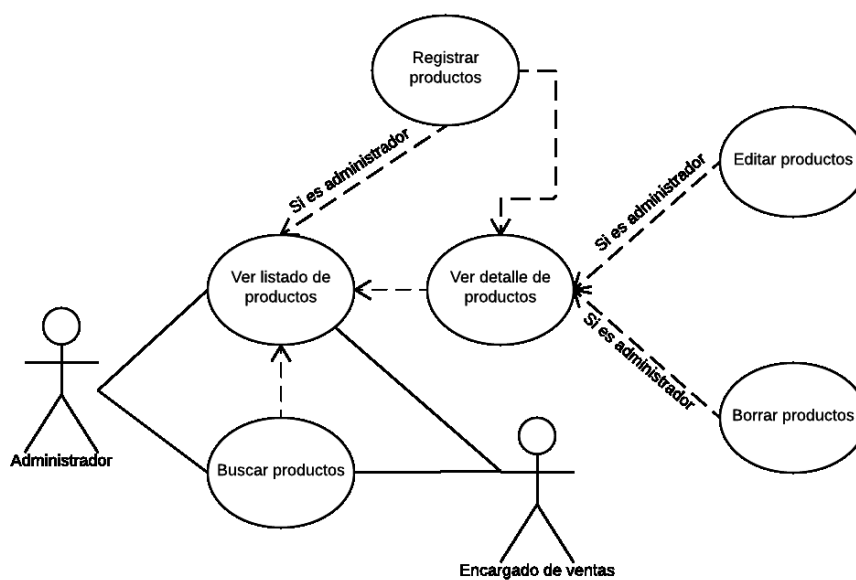 Registrar
productos
Si es administrador
Editar productos
Si es administrador
Ver listado de
productos
Ver detalle de
productos
Si es administrador
Borrar productos
Administrador
Buscar productos
Encargado de ventas